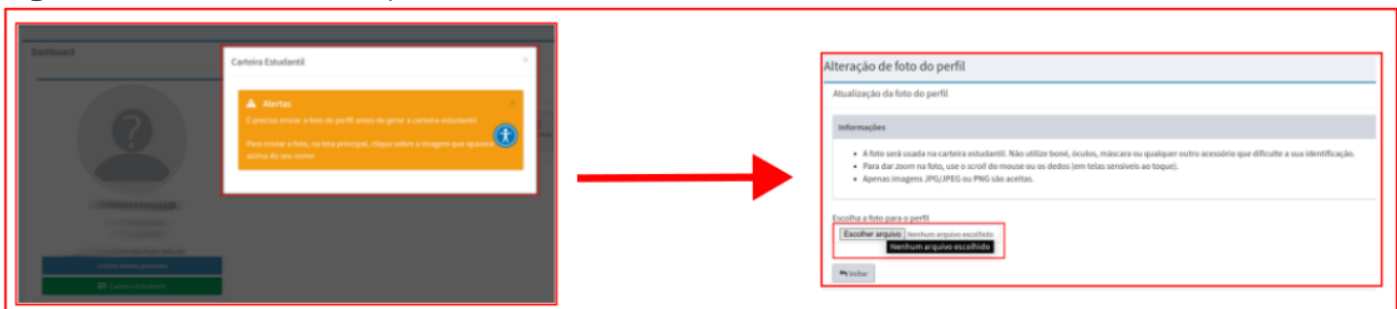 Dashboard
Carteira Estudantil
×
Alertas
×
É preciso enviar a foto de perfil antes de gerar a carteira estudantil.
Para enviar a foto, na tela principal, clique sobre a imagem que aparece
acima do seu nome
Carteira Estudantil
Alteração de foto do perfil
Atualização da foto do perfil
Informações
• A foto será usada na carteira estudantil. Não utilize boné, óculos, máscara ou qualquer outro acessório que dificulte a sua identificação.
• Para dar zoom na foto, use o scroll do mouse ou os dedos (em telas sensíveis ao toque).
• Apenas imagens JPG/JPEG ou PNG são aceitas.
Escolha a foto para o perfil
Escolher arquivo Nenhum arquivo escolhido
Nenhum arquivo escolhido
Voltar